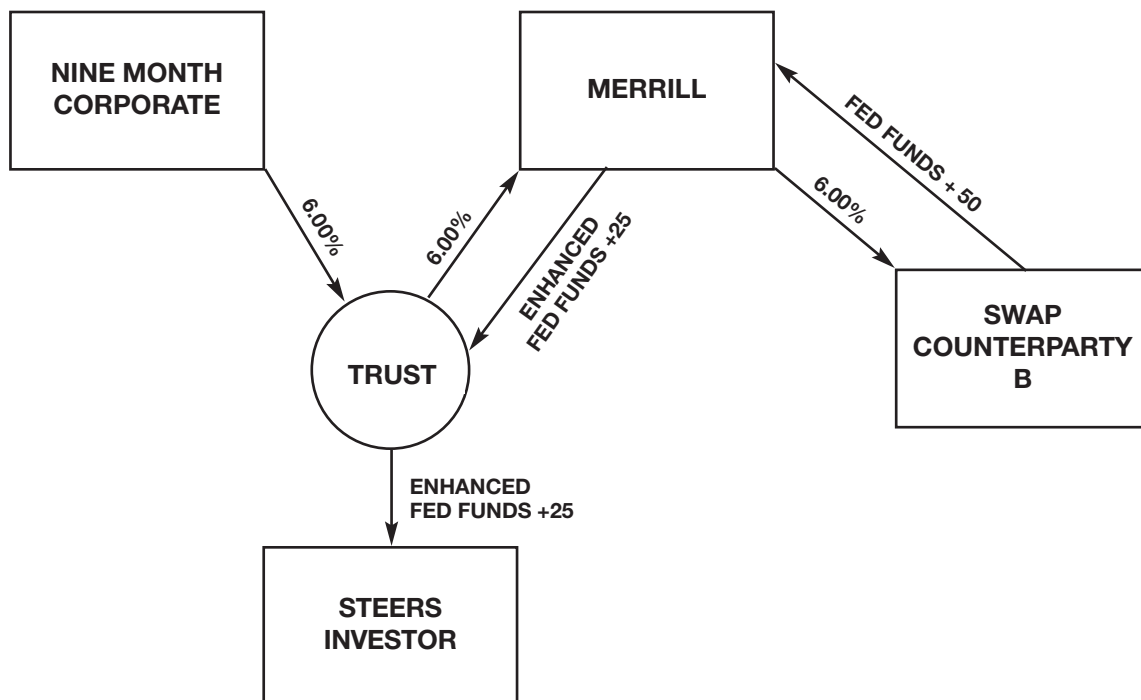 NINE MONTH
CORPORATE
MERRILL
FED FUNDS + 50
6.00%
6.00%
6.00%
ENHANCED
FED FUNDS +25
SWAP
COUNTERPARTY
B
TRUST
ENHANCED
FED FUNDS +25
STEERS
INVESTOR